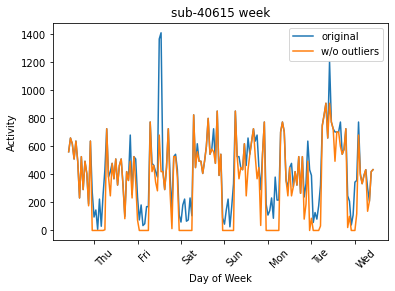 sub-40615 week
original
w/o outliers
Activity
1400
1200
1000
800
600
400
200
0
Thu
Fri
Sat
Sun
Mon
Tue
Wed
Day of Week